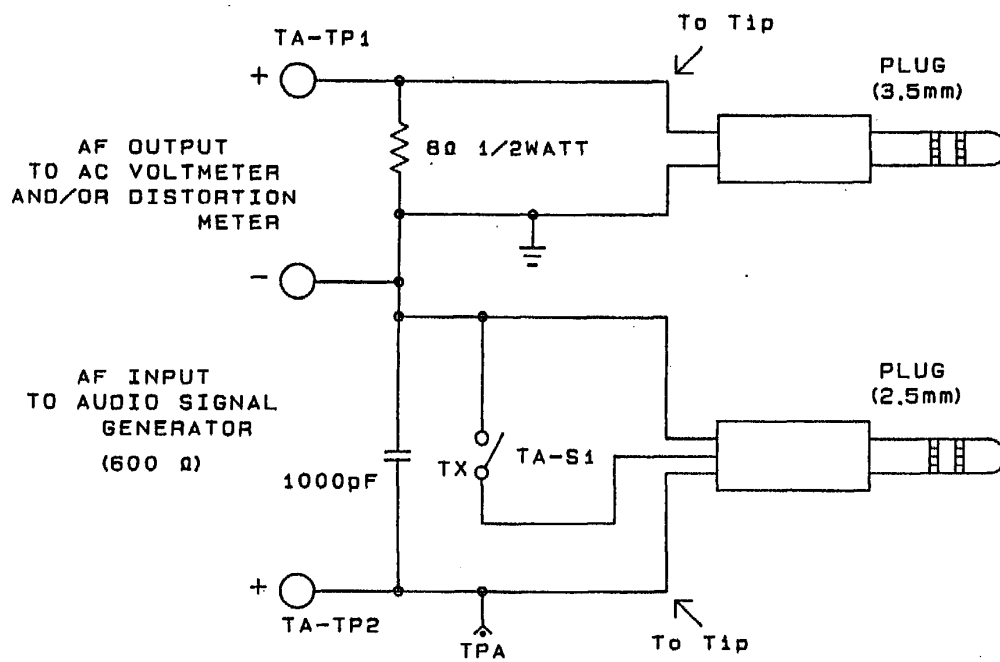 To Tip
TA-TP1
+
PLUG
(3.5mm)
8Ω 1/2WATT
AF OUTPUT
TO AC VOLTMETER
AND/OR DISTORTION
METER
-
AF INPUT
TO AUDIO SIGNAL
GENERATOR
(600 Ω)
PLUG
(2.5mm)
1000pF
TX
TA-S1
+
TA-TP2
TPA
To Tip